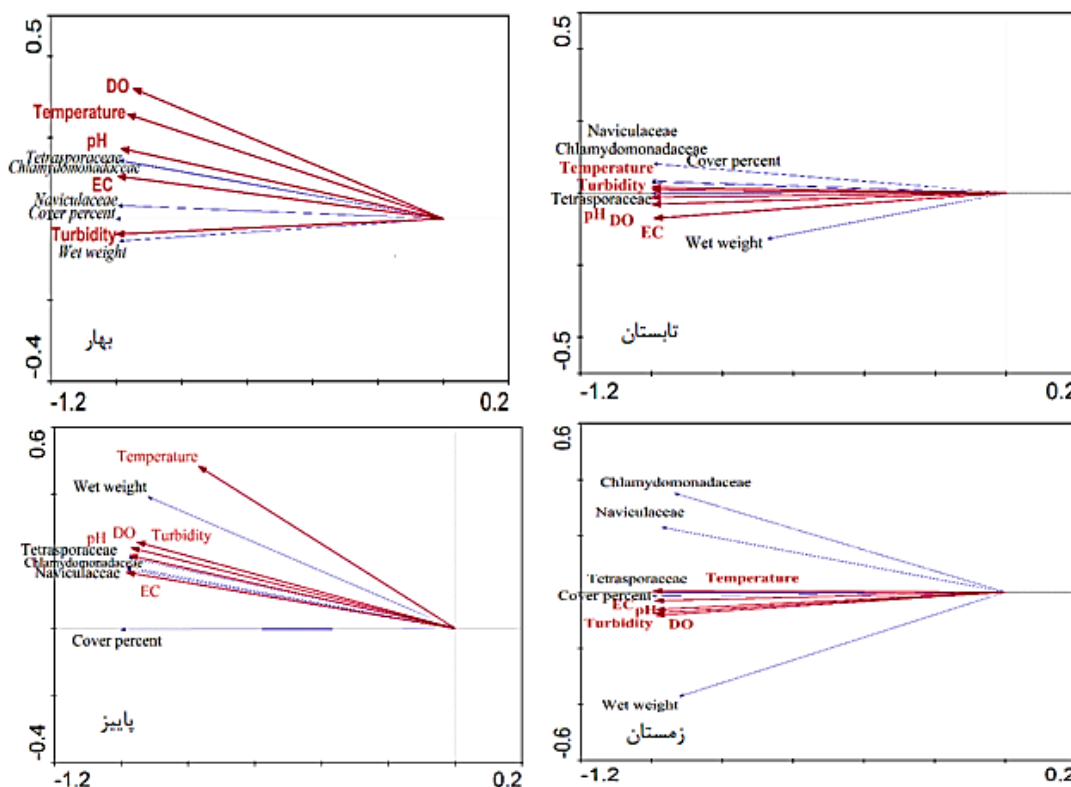 0.5
DO
Temperature
pH
Tetrasporaceae
Chlamydomonadaceae
EC
Naviculaceae
Cover percent
Turbidity
Wet weight
بهار
-0.4
-1.2
0.2
0.5
Naviculaceae
Chlamydomonadaceae
Cover percent
Temperature
Turbidity
Tetrasporaceae
pH DO
EC
Wet weight
تابستان
-0.5
-1.2
0.2
0.6
Temperature
Wet weight
pH DO Turbidity
Tetrasporaceae
Chlamydomonadaceae
Naviculaceae
EC
Cover percent
پاییز
-0.4
-1.2
0.2
0.6
Chlamydomonadaceae
Naviculaceae
Tetrasporaceae Temperature
Cover percent
EC pH
Turbidity DO
Wet weight
زمستان
-0.6
-1.2
0.2